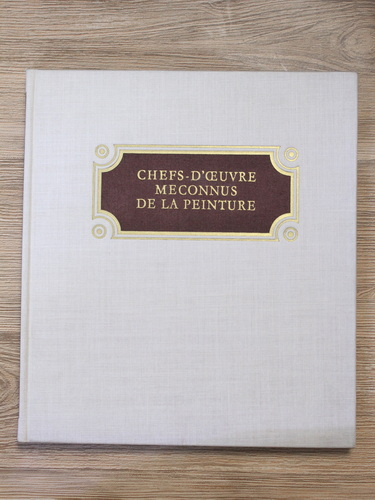 CHEFS-D'ŒUVRE
MECONNUS
DE LA PEINTURE